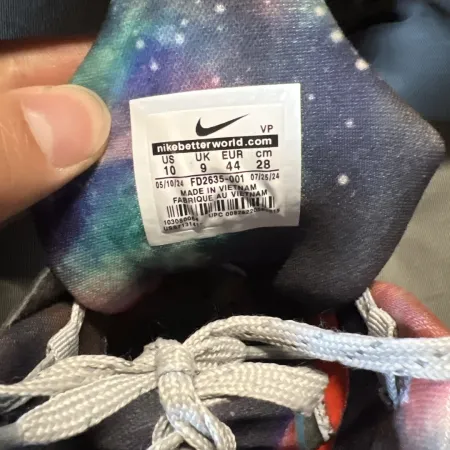 VP
nikebetterworld.com
US UK EUR cm
10 9 44 28
05/10/24 FD2635-001 07/25/24
MADE IN VIETNAM
FABRIQUE AU VIETNAM
UPC